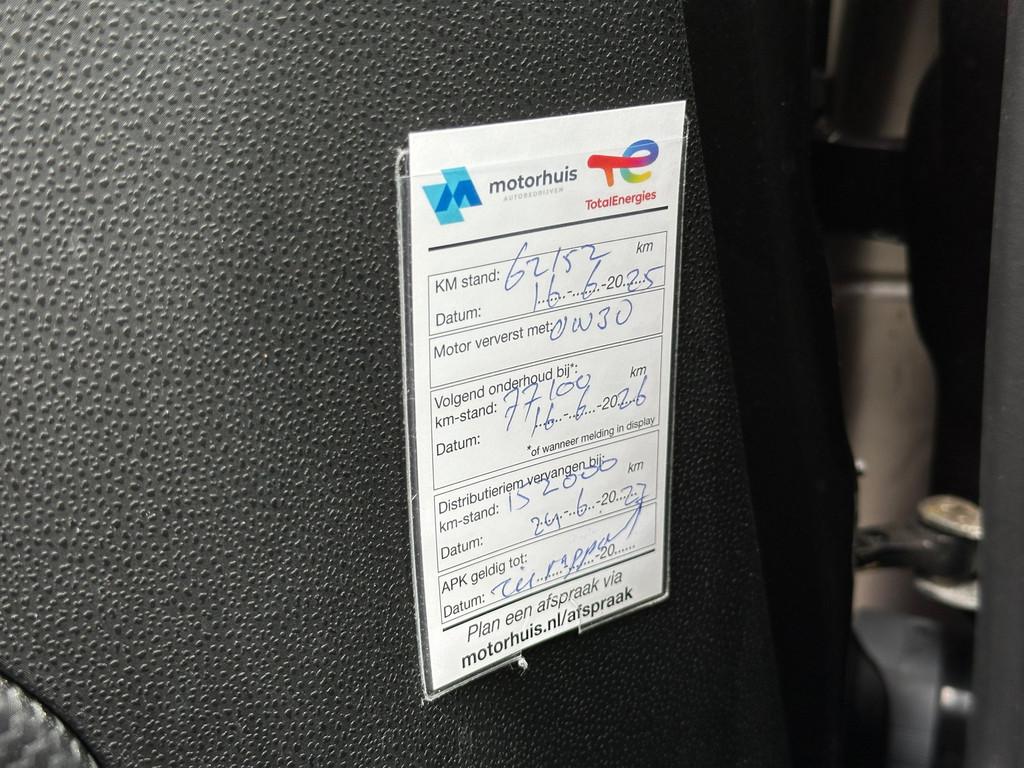 motorhuis
AUTOBEDRIJVEN
TotalEnergies
KM stand: 62152 km
Datum: 16-6-2025
Motor ververst met: 0W30
Volgend onderhoud bij*:
km-stand: 77100 km
Datum: 16-6-2026
*of wanneer melding in display
Distributieriem vervangen bij:
km-stand: 152000 km
Datum: 24-6-2027
APK geldig tot:
Datum: - -20
Plan een afspraak via
motorhuis.nl/afspraak